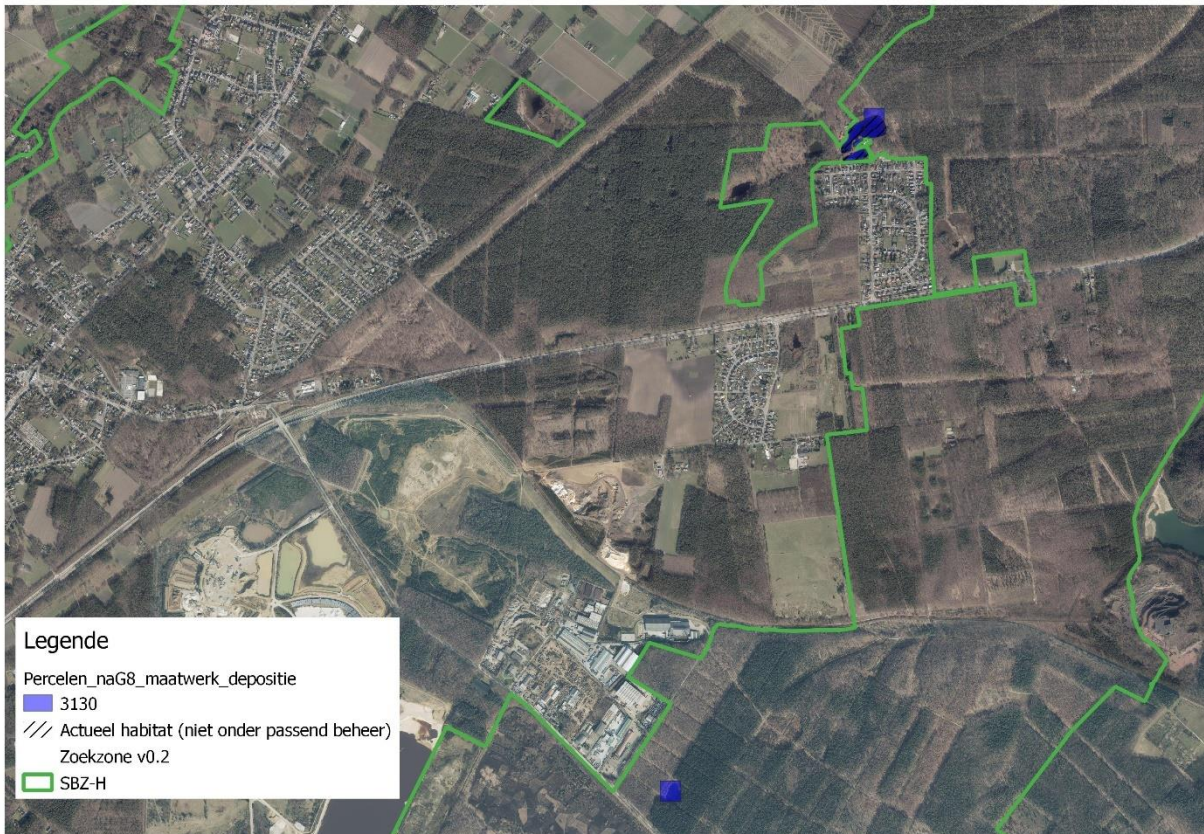 Legende
Percelen_naG8_maatwerk_depositie
3130
Actueel habitat (niet onder passend beheer)
Zoekzone v0.2
SBZ-H